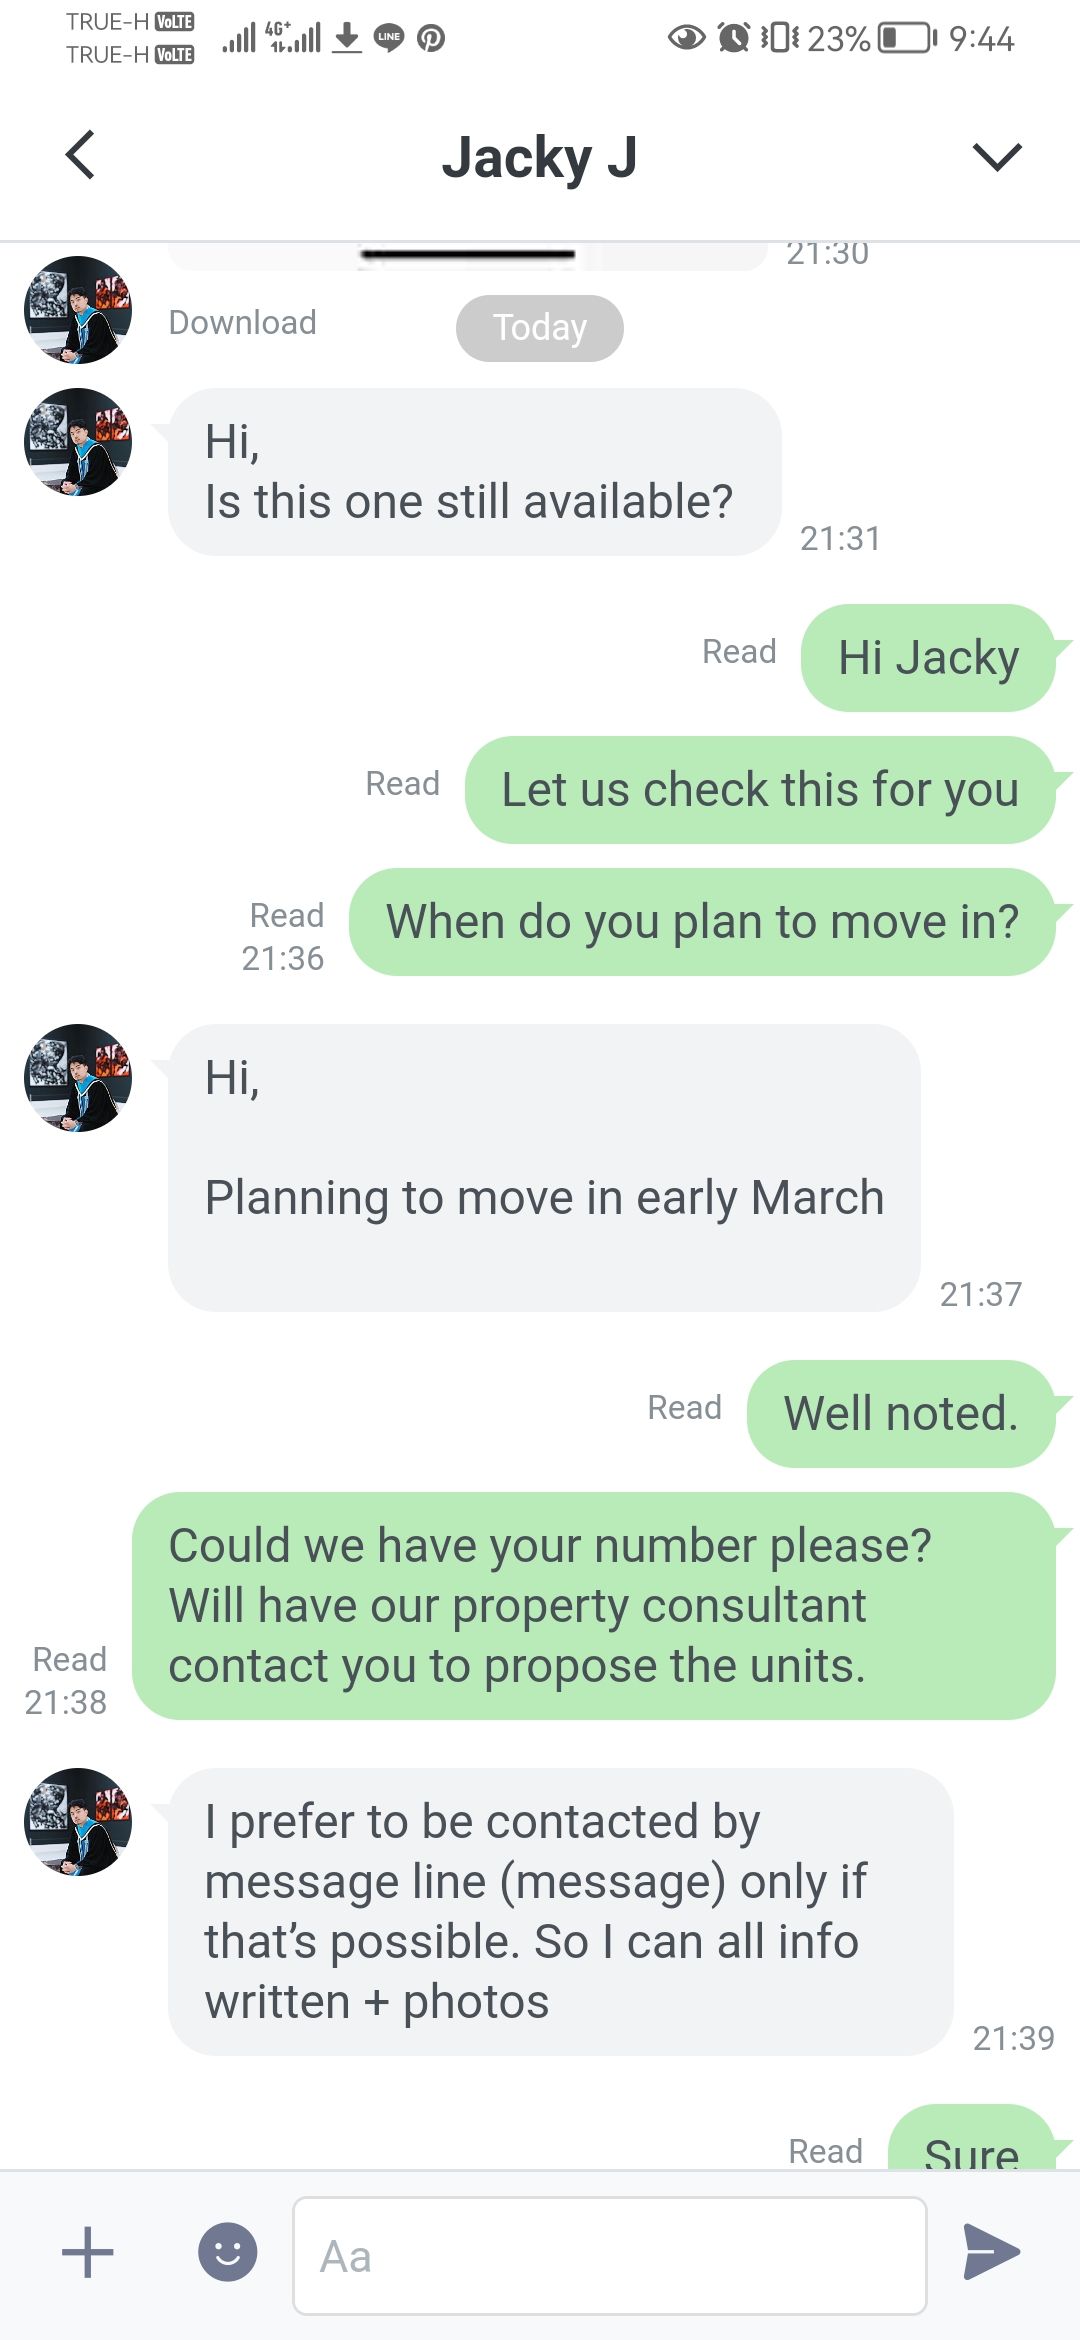 TRUE-H VoLTE
TRUE-H VoLTE
4G+
LINE
23%
9:44
Jacky J
21:30
Download
Today
Hi,
Is this one still available?
21:31
Read
Hi Jacky
Read
Let us check this for you
Read
21:36
When do you plan to move in?
Hi,
Planning to move in early March
21:37
Read
Well noted.
Could we have your number please?
Will have our property consultant
contact you to propose the units.
Read
21:38
I prefer to be contacted by
message line (message) only if
that’s possible. So I can all info
written + photos
21:39
Read
Sure
Aa